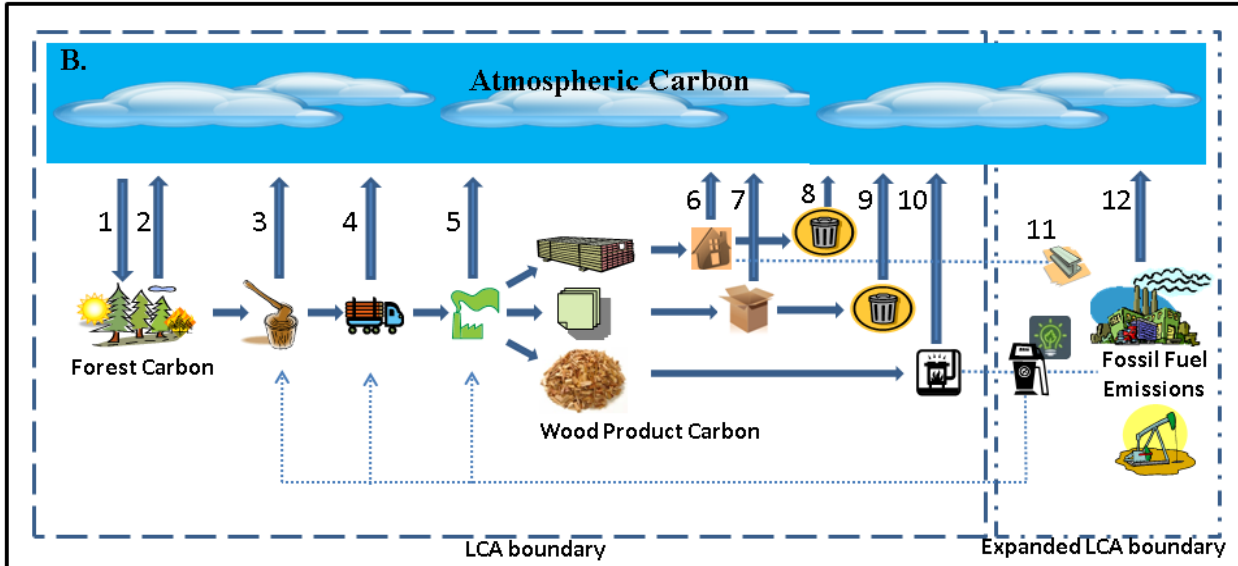 B.
Atmospheric Carbon
1
2
3
4
5
6
7
8
9
10
11
12
Forest Carbon
Wood Product Carbon
Fossil Fuel
Emissions
LCA boundary
Expanded LCA boundary